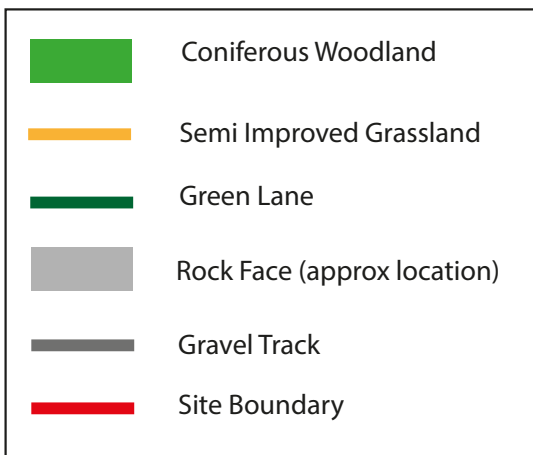 Coniferous Woodland
Semi Improved Grassland
Green Lane
Rock Face (approx location)
Gravel Track
Site Boundary